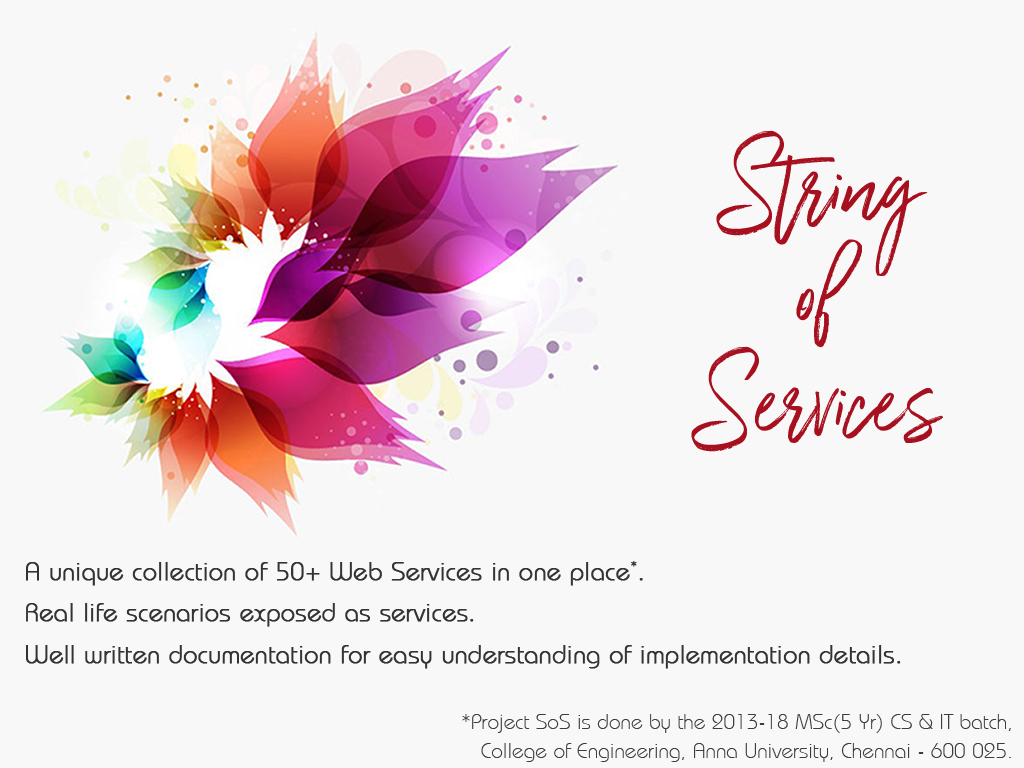 String
of
Services
A unique collection of 50+ Web Services in one place*.
Real life scenarios exposed as services.
Well written documentation for easy understanding of implementation details.
*Project SoS is done by the 2013-18 MSc(5 Yr) CS & IT batch,
College of Engineering, Anna University, Chennai - 600 025.